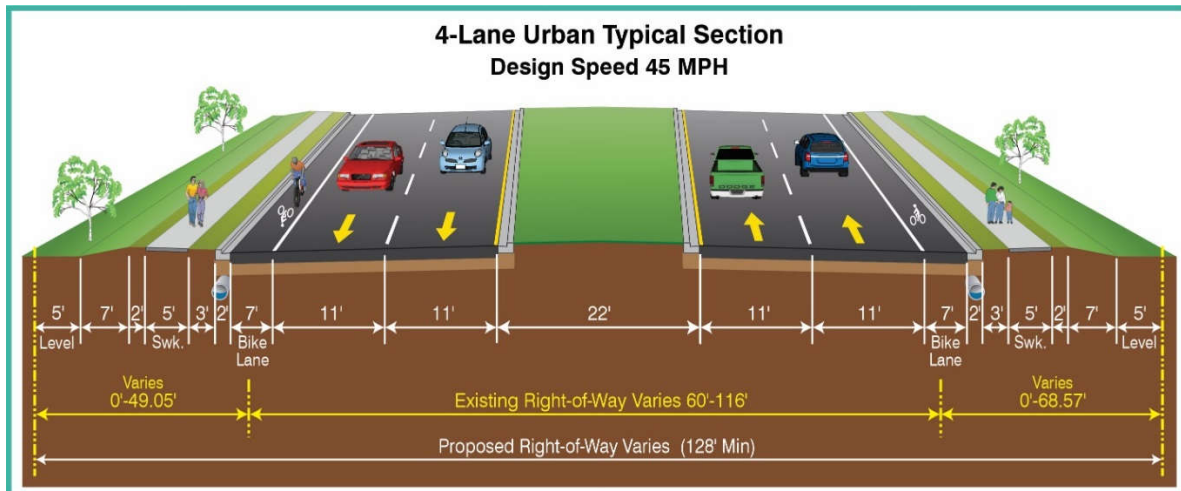 4-Lane Urban Typical Section
Design Speed 45 MPH
DODGE
5' 7' 2' 5' 3' 2' 7' 11' 11' 22' 11' 11' 7' 2' 3' 5' 2' 7' 5'
Level Swk. Bike Lane Bike Lane Swk. Level
Varies
0'-49.05'
Existing Right-of-Way Varies 60'-116'
Varies
0'-68.57'
Proposed Right-of-Way Varies (128' Min)